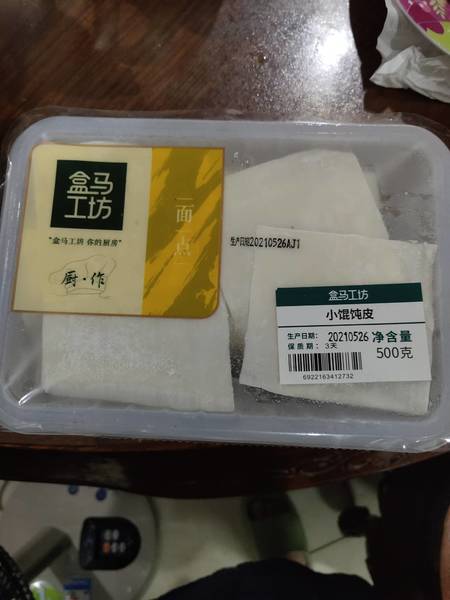 盒马
工坊
"盒马工坊 你的厨房"
厨·作
面
点
生产日期20210526AJ1
盒马工坊
小馄饨皮
生产日期: 20210526 净含量
保质期: 3天 500克
6922163412732